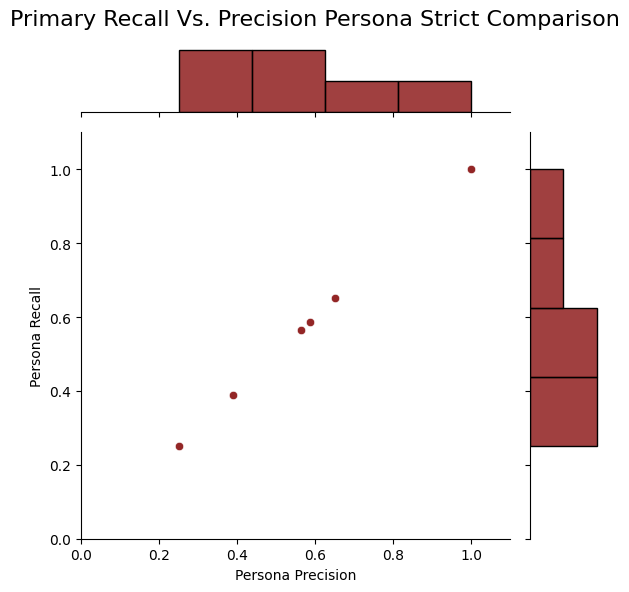 Primary Recall Vs. Precision Persona Strict Comparison
1.0
0.8
0.6
0.4
0.2
0.0
Persona Recall
0.0 0.2 0.4 0.6 0.8 1.0
Persona Precision